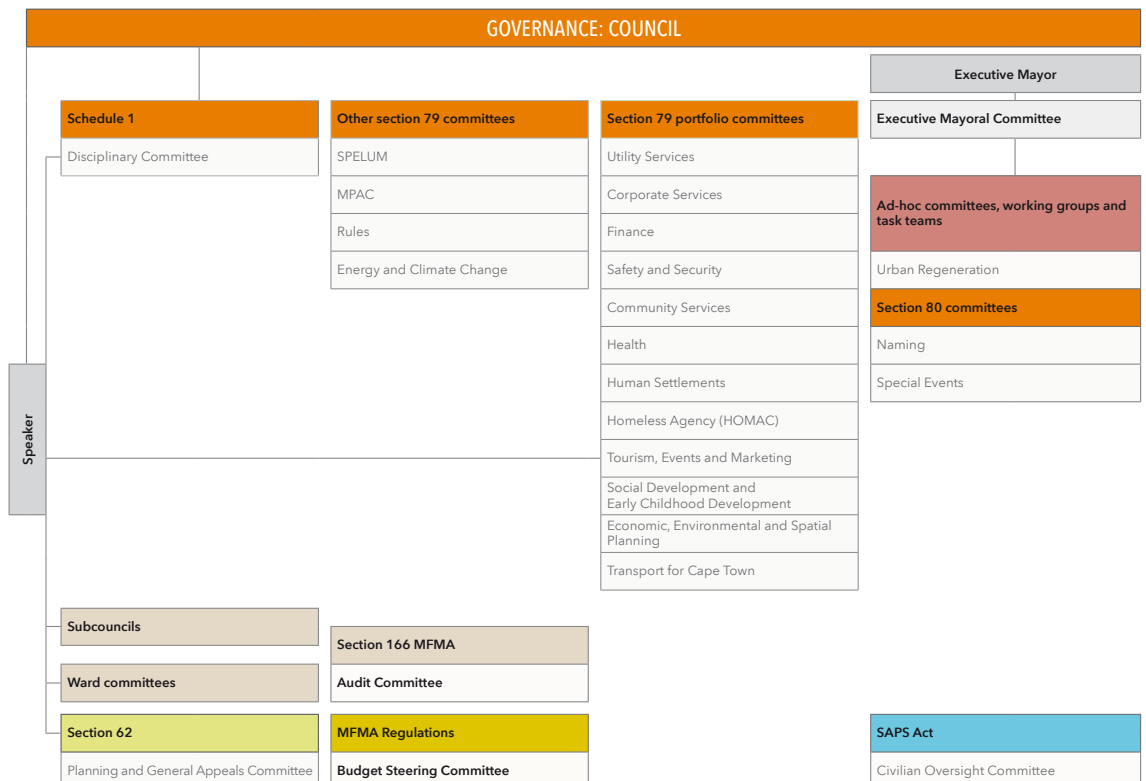 GOVERNANCE: COUNCIL
Executive Mayor
Schedule 1
Other section 79 committees
Section 79 portfolio committees
Executive Mayoral Committee
Disciplinary Committee
SPELUM
MPAC
Rules
Energy and Climate Change
Utility Services
Corporate Services
Finance
Safety and Security
Community Services
Health
Human Settlements
Homeless Agency (HOMAC)
Tourism, Events and Marketing
Social Development and
Early Childhood Development
Economic, Environmental and Spatial
Planning
Transport for Cape Town
Ad-hoc committees, working groups and
task teams
Urban Regeneration
Section 80 committees
Naming
Special Events
Speaker
Subcouncils
Ward committees
Section 166 MFMA
Audit Committee
Section 62
Planning and General Appeals Committee
MFMA Regulations
Budget Steering Committee
SAPS Act
Civilian Oversight Committee